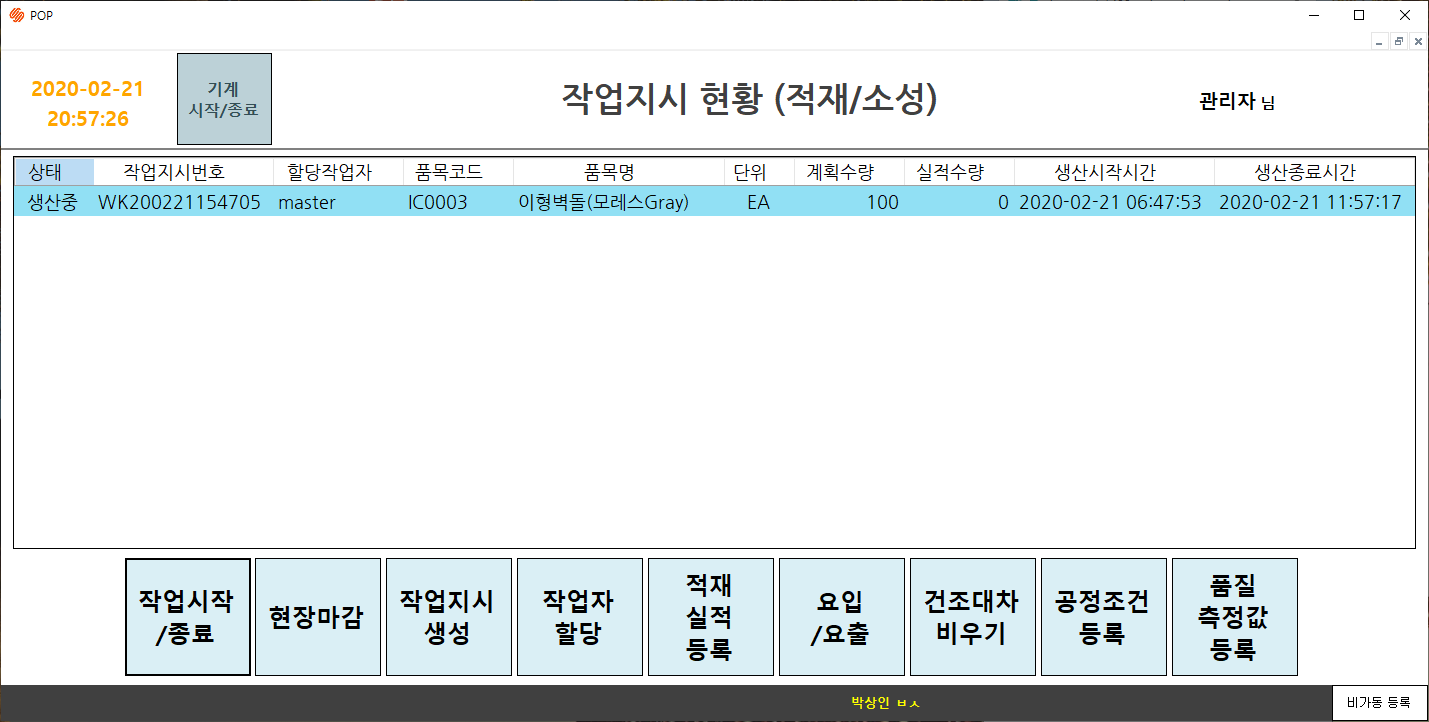 POP
2020-02-21
20:57:26
기계
시작/종료
작업지시 현황 (적재/소성)
관리자 님
상태 작업지시번호 할당작업자 품목코드 품목명 단위 계획수량 실적수량 생산시작시간 생산종료시간
생산중 WK200221154705 master IC0003 이형벽돌(모레스Gray) EA 100 0 2020-02-21 06:47:53 2020-02-21 11:57:17
작업시작
/종료
현장마감
작업지시
생성
작업자
할당
적재
실적
등록
요입
/요출
건조대차
비우기
공정조건
등록
품질
측정값
등록
박상인 ㅂㅅ
비가동 등록